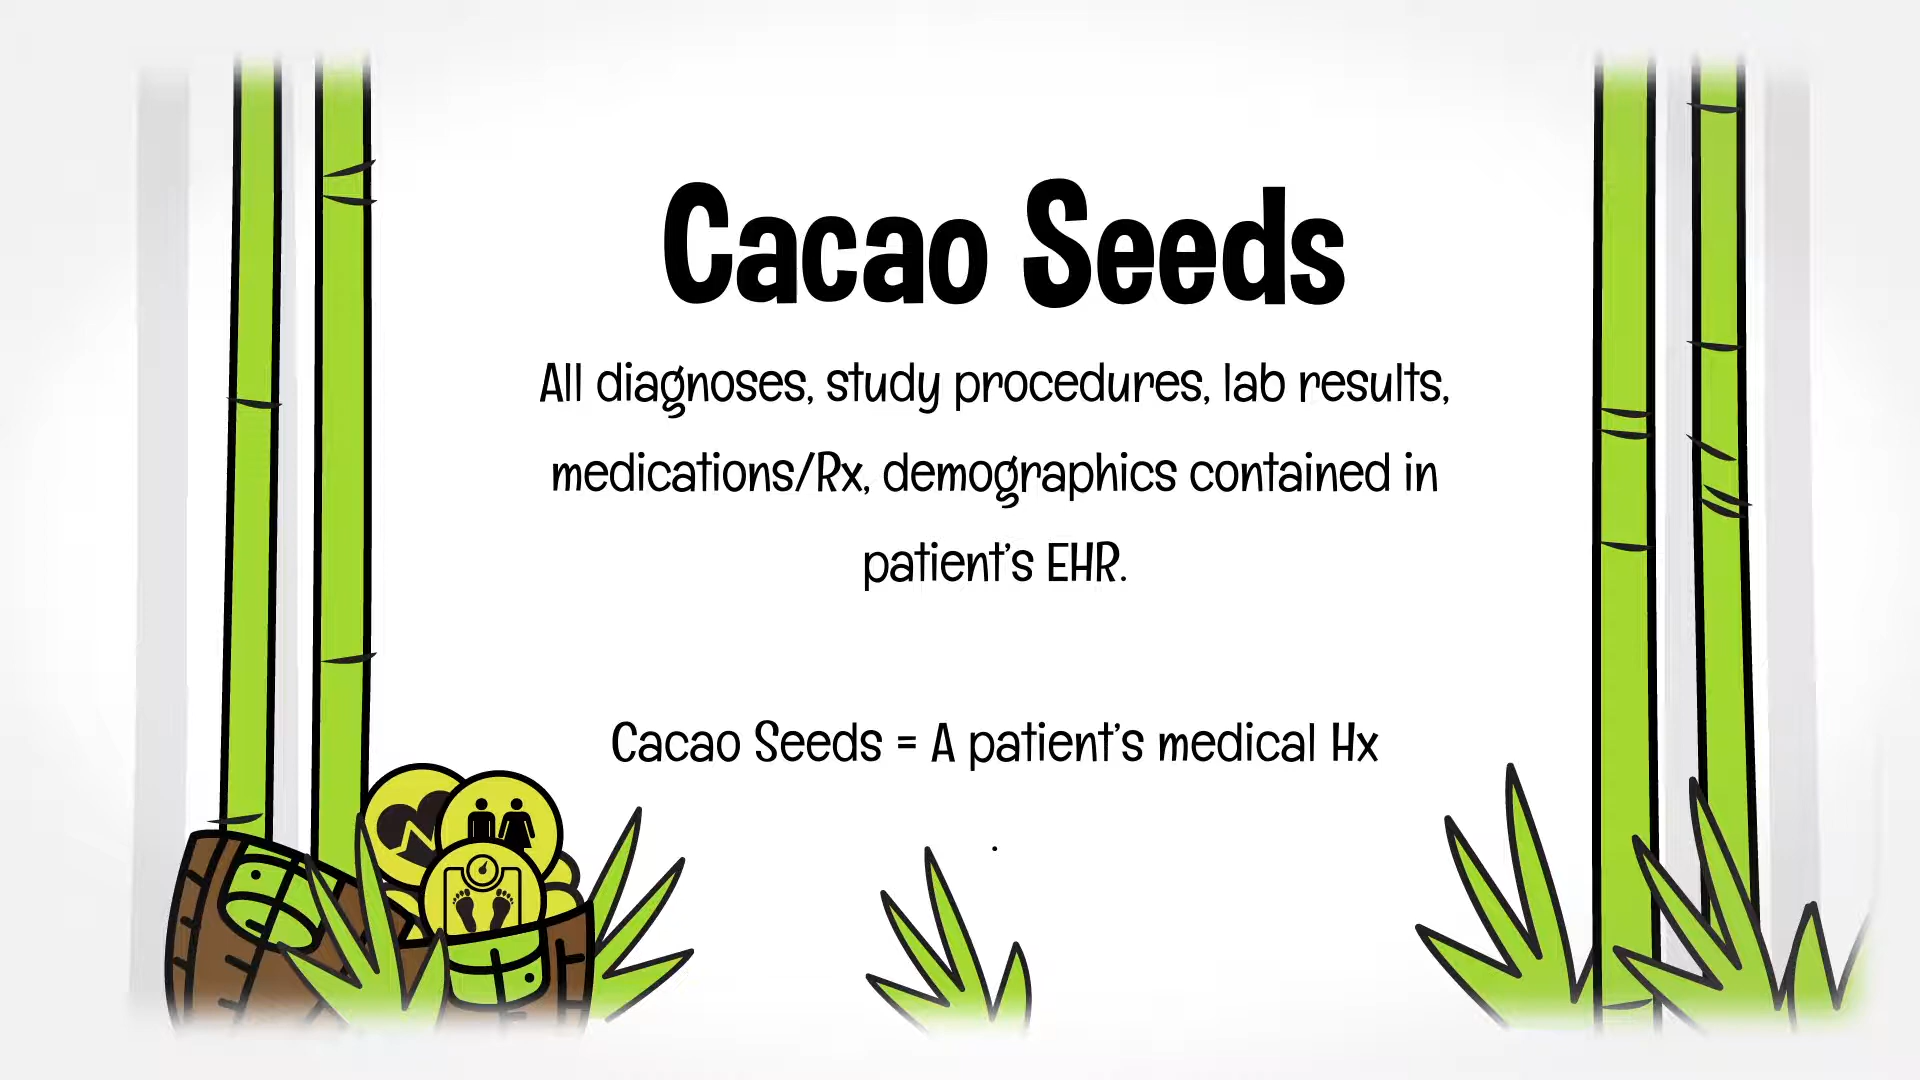 Cacao Seeds
All diagnoses, study procedures, lab results,
medications/Rx, demographics contained in
patient's EHR.
Cacao Seeds = A patient's medical Hx
.